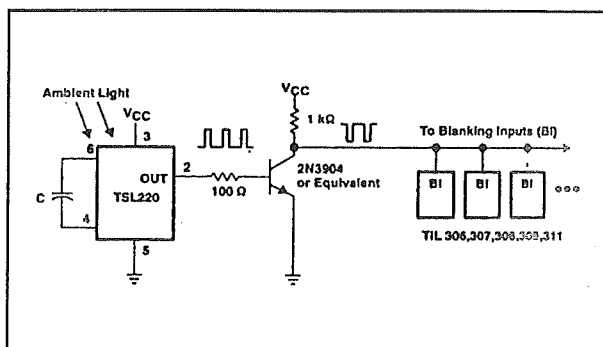 Ambient Light
VCC
3
6
C
4
OUT
TSL220
5
2
100 Ω
VCC
1 kΩ
2N3904
or Equivalent
To Blanking Inputs (BI)
BI
BI
BI
TIL 306,307,308,309,311